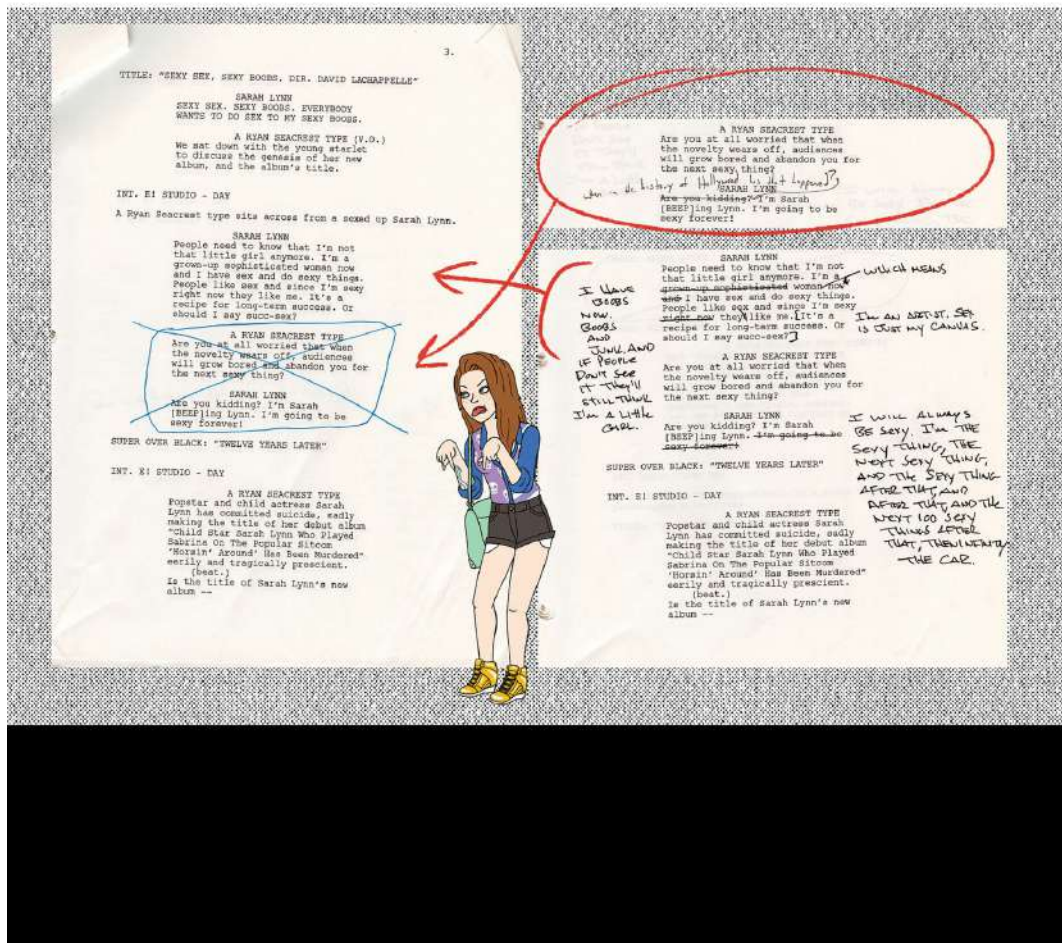 3.
TITLE: "SEXY SEX, SEXY BOOBS, DIR. DAVID LACHAPPELLE"
SARAH LYNN
SEXY SEX. SEXY BOOBS. EVERYBODY
WANTS TO DO SEX TO MY SEXY BOOBS.
A RYAN SEACREST TYPE (V.O.)
We sat down with the young starlet
to discuss the genesis of her new
album, and the album's title.
INT. E! STUDIO - DAY
A Ryan Seacrest type sits across from a sexed up Sarah Lynn.
SARAH LYNN
People need to know that I'm not
that little girl anymore. I'm a
grown-up sophisticated woman now
and I have sex and do sexy things.
People like sex and since I'm sexy
right now they like me. It's a
recipe for long-term success. Or
should I say succ-sex?
A RYAN SEACREST TYPE
Are you at all worried that when
the novelty wears off, audiences
will grow bored and abandon you for
the next sexy thing?
SARAH LYNN
Are you kidding? I'm Sarah
[BEEP]ing Lynn. I'm going to be
sexy forever!
SUPER OVER BLACK: "TWELVE YEARS LATER"
INT. E! STUDIO - DAY
A RYAN SEACREST TYPE
Popstar and child actress Sarah
Lynn has committed suicide, sadly
making the title of her debut album
"Child Star Sarah Lynn Who Played
Sabrina On The Popular Sitcom
'Horsin' Around' Has Been Murdered"
eerily and tragically prescient.
(beat.)
Is the title of Sarah Lynn's new
album --
A RYAN SEACREST TYPE
Are you at all worried that when
the novelty wears off, audiences
will grow bored and abandon you for
the next sexy thing?
when in the history of Hollywood has that happened?
SARAH LYNN
Are you kidding? I'm Sarah
[BEEP]ing Lynn. I'm going to be
sexy forever!
SARAH LYNN
People need to know that I'm not
that little girl anymore. I'm a
grown-up sophisticated woman now
and I have sex and do sexy things.
People like sex and since I'm sexy
right now they like me. [It's a
recipe for long-term success. Or
should I say succ-sex?]
WHICH MEANS
I'M AN ARTIST. SEX
IS JUST MY CANVAS.
I HAVE
BOOBS
NOW.
BOOBS
AND
JUNK. AND
IF PEOPLE
DON'T SEE
IT THEY'LL
STILL THINK
I'M A LITTLE
GIRL.
A RYAN SEACREST TYPE
Are you at all worried that when
the novelty wears off, audiences
will grow bored and abandon you for
the next sexy thing?
SARAH LYNN
Are you kidding? I'm Sarah
[BEEP]ing Lynn. I'm going to be
sexy forever!
I WILL ALWAYS
BE SEXY. I'M THE
SEXY THING, THE
NEXT SEXY THING,
AND THE SEXY THING
AFTER THAT, AND
AFTER THAT, AND THE
NEXT 100 SEXY
THINGS AFTER
THAT, THEN INFINITY
THE CAR.
SUPER OVER BLACK: "TWELVE YEARS LATER"
INT. E! STUDIO - DAY
A RYAN SEACREST TYPE
Popstar and child actress Sarah
Lynn has committed suicide, sadly
making the title of her debut album
"Child Star Sarah Lynn Who Played
Sabrina On The Popular Sitcom
'Horsin' Around' Has Been Murdered"
eerily and tragically prescient.
(beat.)
Is the title of Sarah Lynn's new
album --